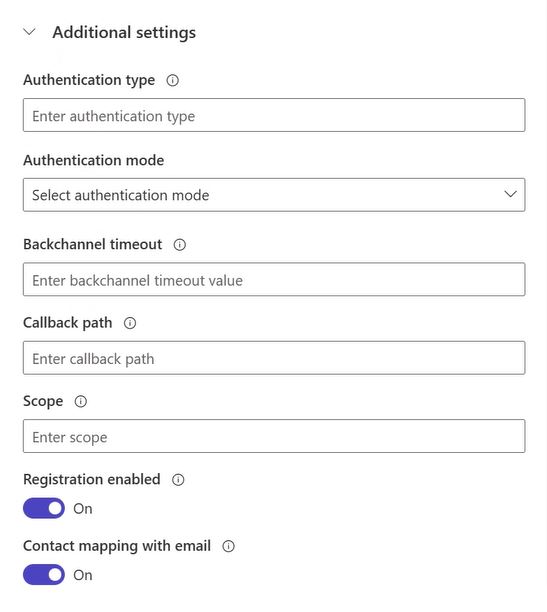 Additional settings
Authentication type
Enter authentication type
Authentication mode
Select authentication mode
Backchannel timeout
Enter backchannel timeout value
Callback path
Enter callback path
Scope
Enter scope
Registration enabled
On
Contact mapping with email
On